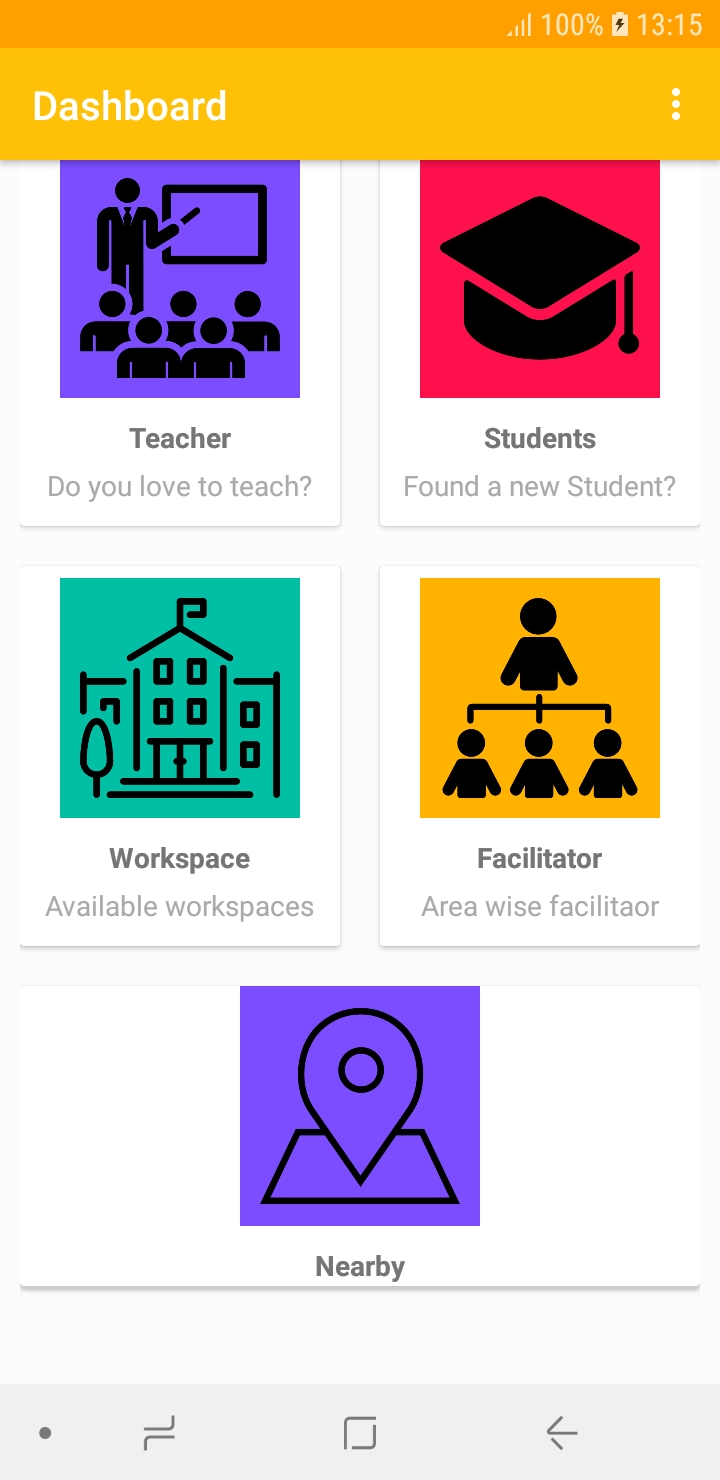 100% 13:15
Dashboard
Teacher
Do you love to teach?
Students
Found a new Student?
Workspace
Available workspaces
Facilitator
Area wise facilitaor
Nearby